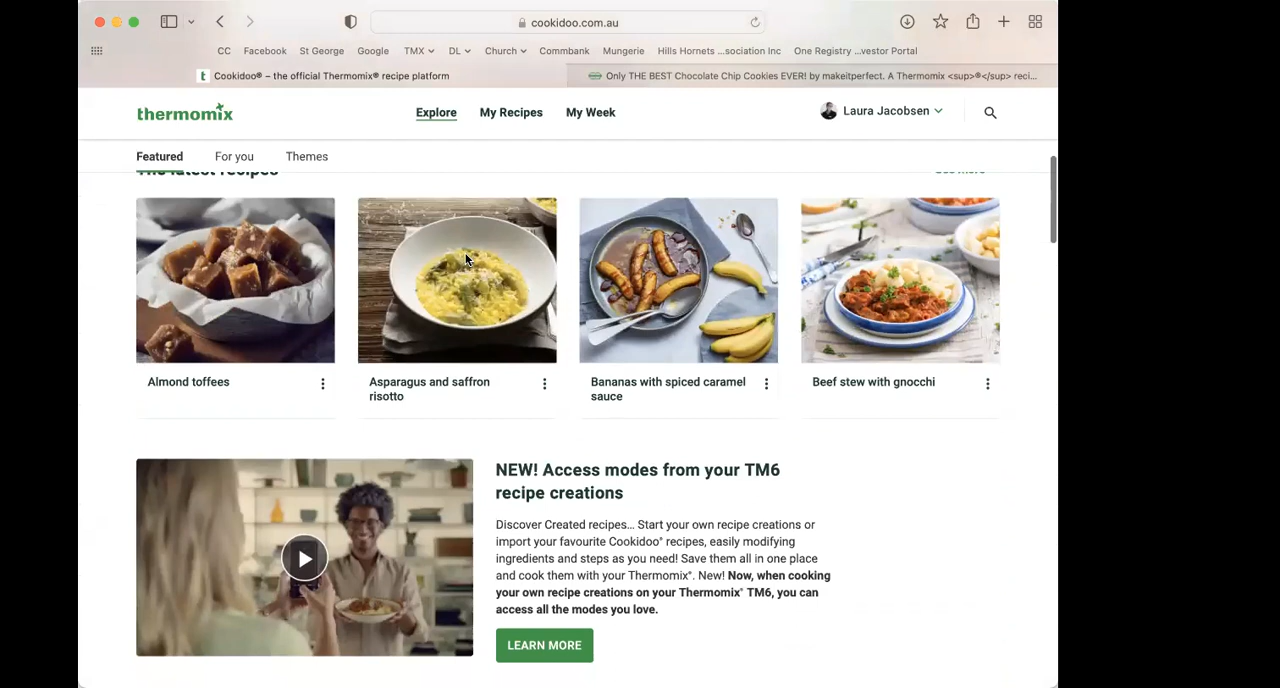 cookidoo.com.au
CC Facebook St George Google TMX DL Church Commbank Mungerie Hills Hornets ...sociation Inc One Registry ...vestor Portal
t Cookidoo® – the official Thermomix® recipe platform
Only THE BEST Chocolate Chip Cookies EVER! by makeitperfect. A Thermomix <sup>®</sup> reci...
thermomix
Explore My Recipes My Week
Laura Jacobsen
Featured For you Themes
The latest recipes
See more
Almond toffees
Asparagus and saffron
risotto
Bananas with spiced caramel
sauce
Beef stew with gnocchi
NEW! Access modes from your TM6
recipe creations
Discover Created recipes... Start your own recipe creations or
import your favourite Cookidoo® recipes, easily modifying
ingredients and steps as you need! Save them all in one place
and cook them with your Thermomix®. New! Now, when cooking
your own recipe creations on your Thermomix® TM6, you can
access all the modes you love.
LEARN MORE